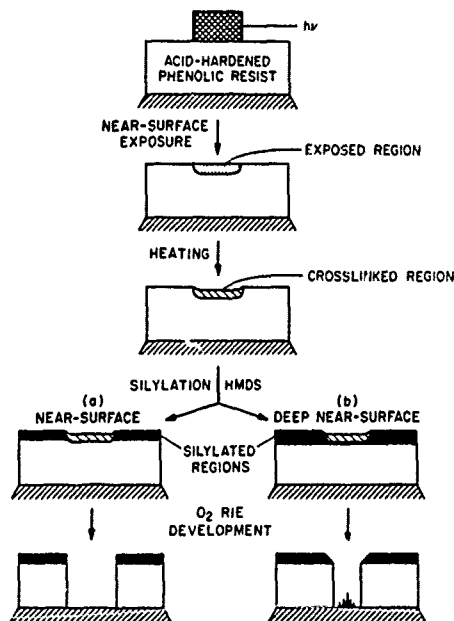 hν
ACID-HARDENED
PHENOLIC RESIST
NEAR-SURFACE
EXPOSURE
EXPOSED REGION
HEATING
CROSSLINKED REGION
SILYLATION HMDS
(a)
NEAR-SURFACE
(b)
DEEP NEAR-SURFACE
SILYLATED
REGIONS
O2 RIE
DEVELOPMENT